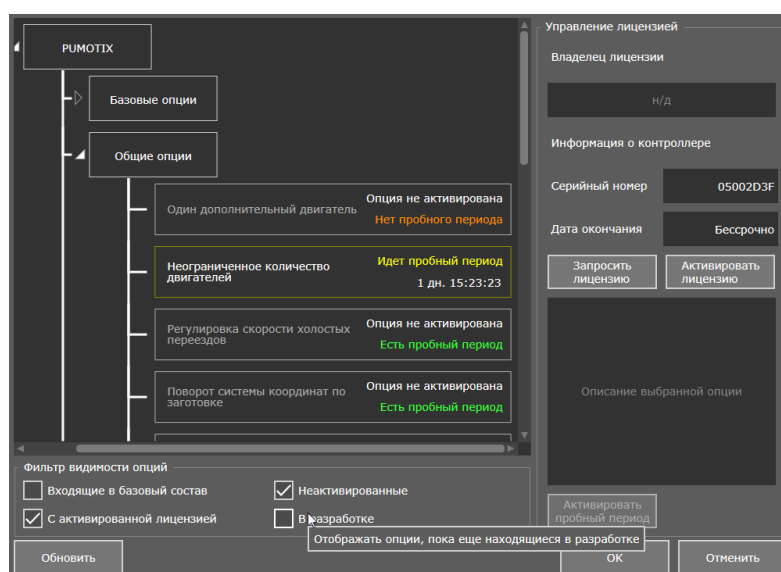 PUMOTIX
Базовые опции
Общие опции
Один дополнительный двигатель
Опция не активирована
Нет пробного периода
Неограниченное количество
двигателей
Идет пробный период
1 дн. 15:23:23
Регулировка скорости холостых
переездов
Опция не активирована
Есть пробный период
Поворот системы координат по
заготовке
Опция не активирована
Есть пробный период
Фильтр видимости опций
Входящие в базовый состав
Неактивированные
С активированной лицензией
В разработке
Отображать опции, пока еще находящиеся в разработке
Обновить
Управление лицензией
Владелец лицензии
н/д
Информация о контроллере
Серийный номер
05002D3F
Дата окончания
Бессрочно
Запросить
лицензию
Активировать
лицензию
Описание выбранной опции
Активировать
пробный период
OK
Отменить